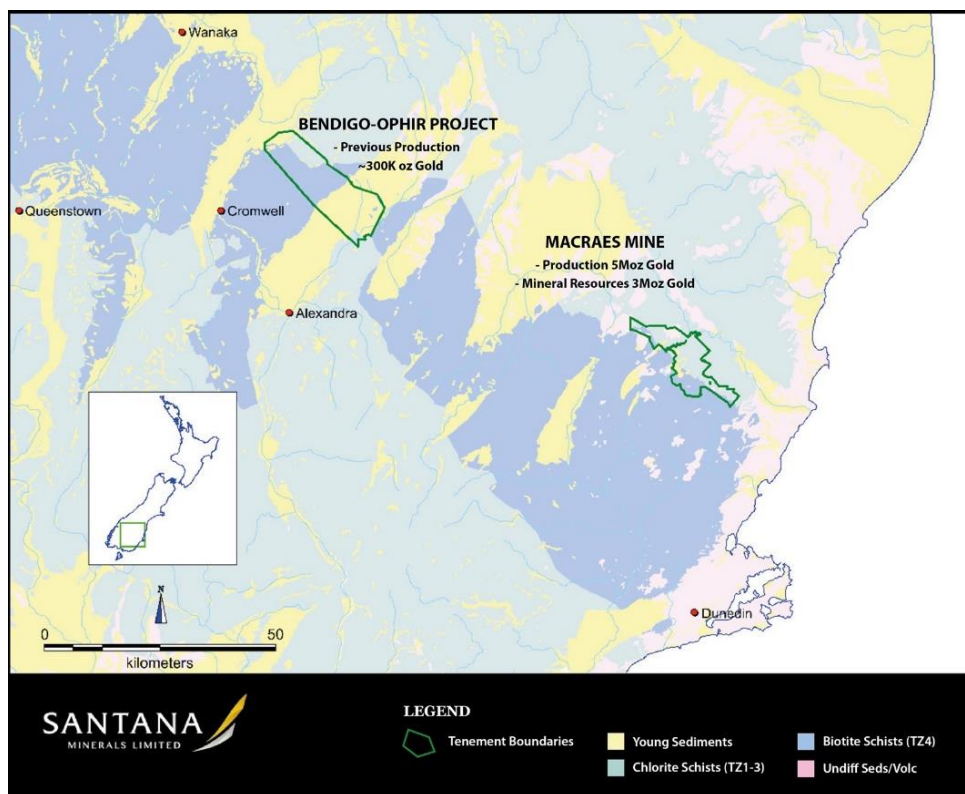 Wanaka
BENDIGO-OPHIR PROJECT
- Previous Production
~300K oz Gold
Queenstown
Cromwell
MACRAES MINE
- Production 5Moz Gold
- Mineral Resources 3Moz Gold
Alexandra
N
0 50
kilometers
Dunedin
SANTANA
MINERALS LIMITED
LEGEND
Tenement Boundaries
Young Sediments
Biotite Schists (TZ4)
Chlorite Schists (TZ1-3)
Undiff Seds/Volc